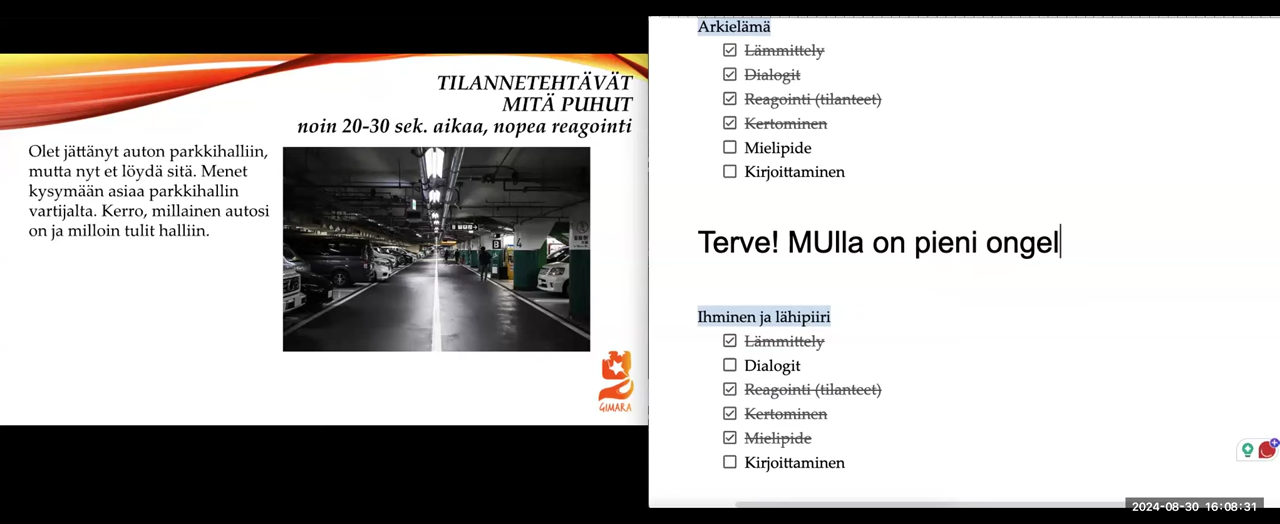 TILANNETEHTÄVÄT
MITÄ PUHUT
noin 20-30 sek. aikaa, nopea reagointi
Olet jättänyt auton parkkihalliin,
mutta nyt et löydä sitä. Menet
kysymään asiaa parkkihallin
vartijalta. Kerro, millainen autosi
on ja milloin tulit halliin.
B
4
GIMARA
Arkielämä
Lämmittely
Dialogit
Reagointi (tilanteet)
Kertominen
Mielipide
Kirjoittaminen
Terve! MUlla on pieni ongel
Ihminen ja lähipiiri
Lämmittely
Dialogit
Reagointi (tilanteet)
Kertominen
Mielipide
Kirjoittaminen
2024-08-30 16:08:31